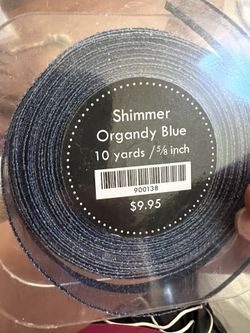 Shimmer
Organdy Blue
10 yards / 5/8 inch
900138
$9.95